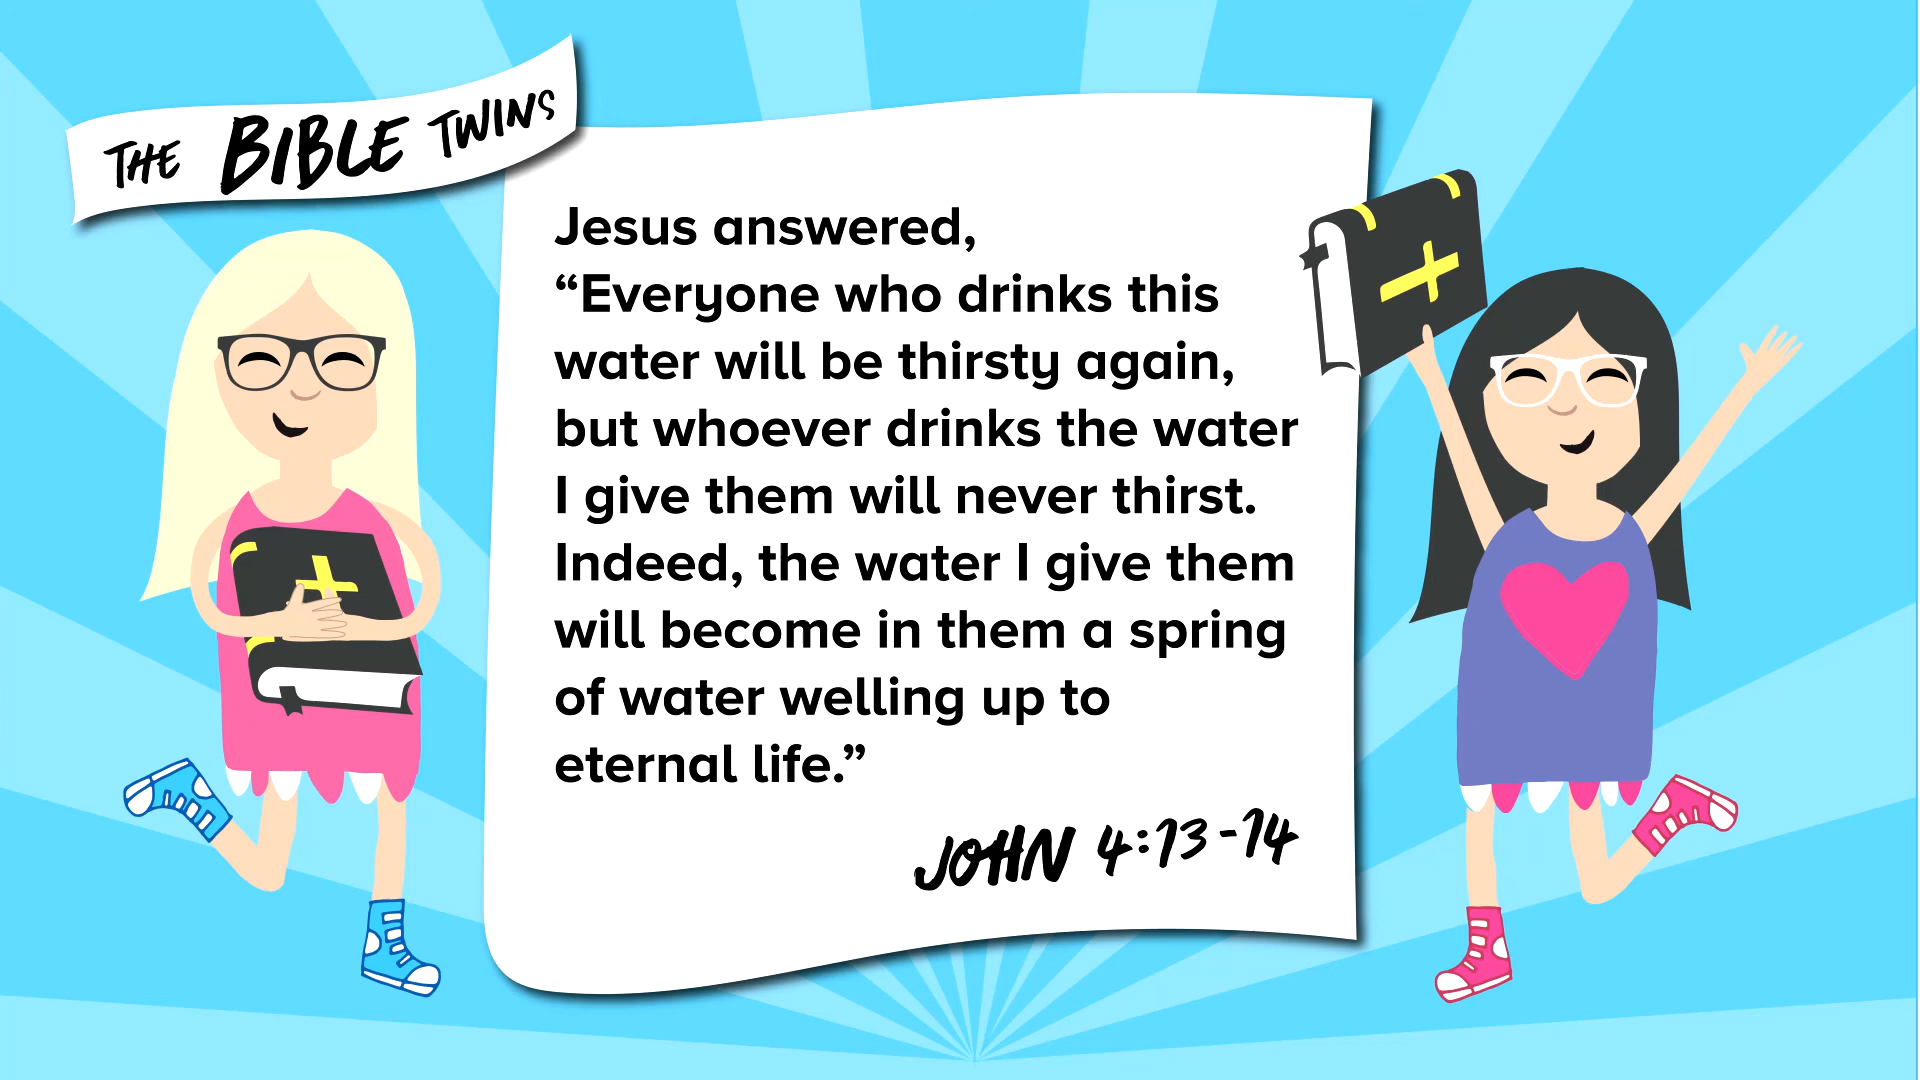 THE BIBLE TWINS
Jesus answered,
“Everyone who drinks this
water will be thirsty again,
but whoever drinks the water
I give them will never thirst.
Indeed, the water I give them
will become in them a spring
of water welling up to
eternal life.”
JOHN 4:13-14